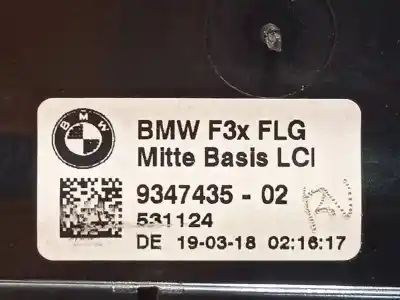 BMW
BMW F3x FLG
Mitte Basis LCI
9347435 - 02
531124
DE 19-03-18 02:16:17